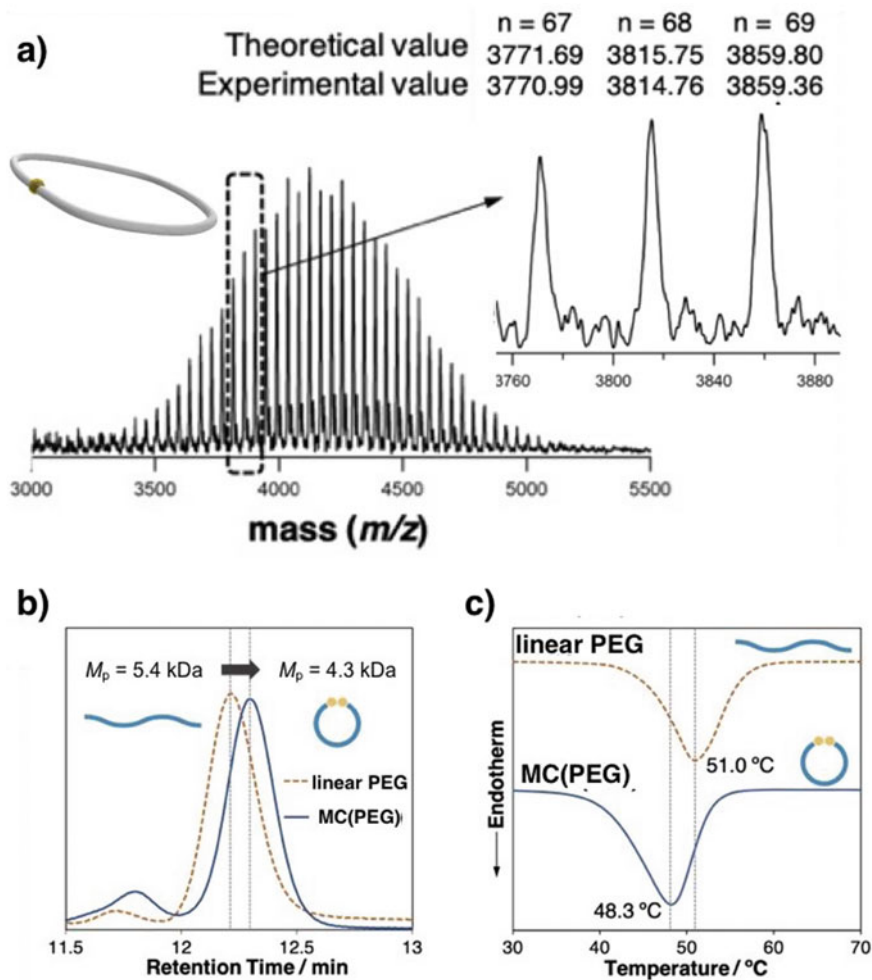 a)
n = 67 n = 68 n = 69
Theoretical value 3771.69 3815.75 3859.80
Experimental value 3770.99 3814.76 3859.36
3760 3800 3840 3880
3000 3500 4000 4500 5000 5500
mass (m/z)
b)
Mp = 5.4 kDa Mp = 4.3 kDa
linear PEG
MC(PEG)
11.5 12 12.5 13
Retention Time / min
c)
linear PEG
51.0 ºC
MC(PEG)
48.3 ºC
Endotherm
30 40 50 60 70
Temperature / ºC